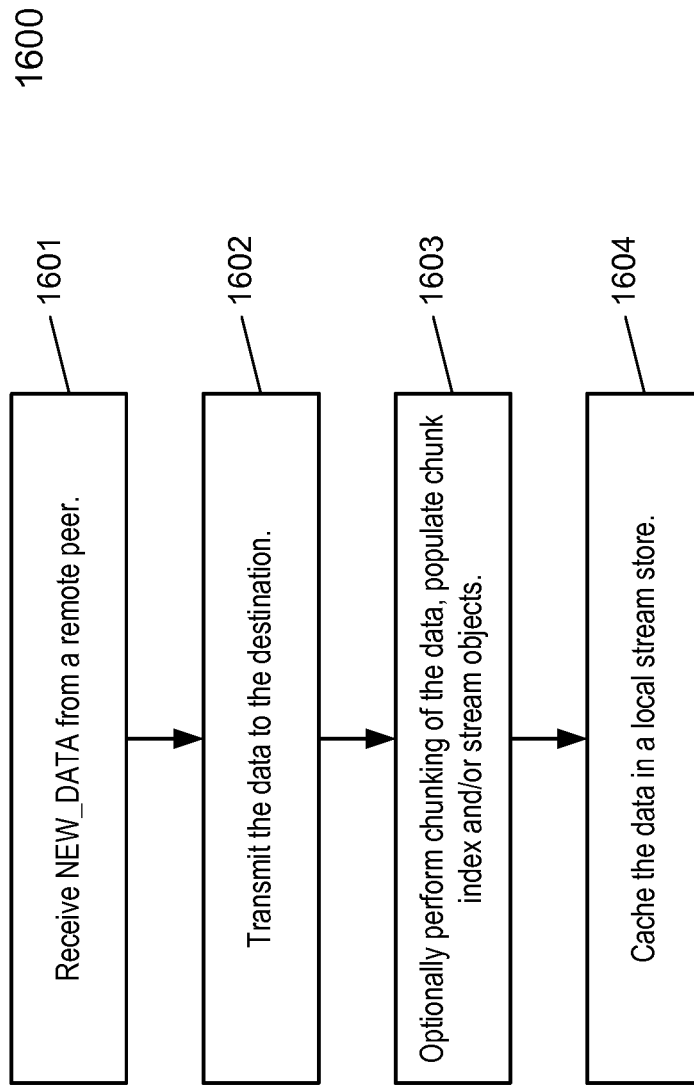 1600
Receive NEW_DATA from a remote peer.
1601
Transmit the data to the destination.
1602
Optionally perform chunking of the data, populate chunk
index and/or stream objects.
1603
Cache the data in a local stream store.
1604